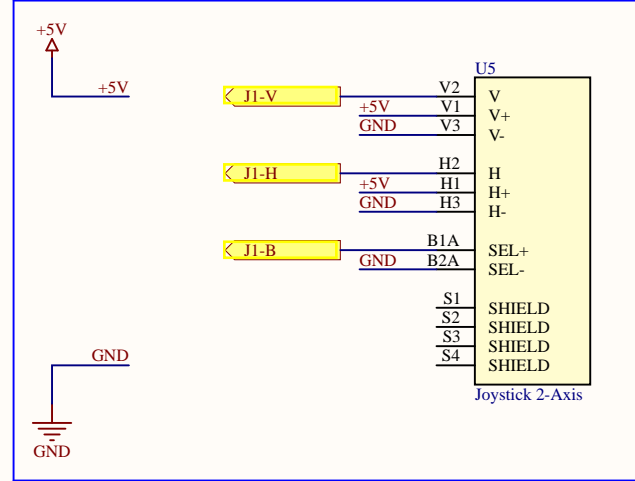 +5V
+5V
U5
J1-V
V2
V
+5V
V1
V+
GND
V3
V-
J1-H
H2
H
+5V
H1
H+
GND
H3
H-
J1-B
B1A
SEL+
GND
B2A
SEL-
S1
SHIELD
S2
SHIELD
S3
SHIELD
S4
SHIELD
GND
Joystick 2-Axis
GND